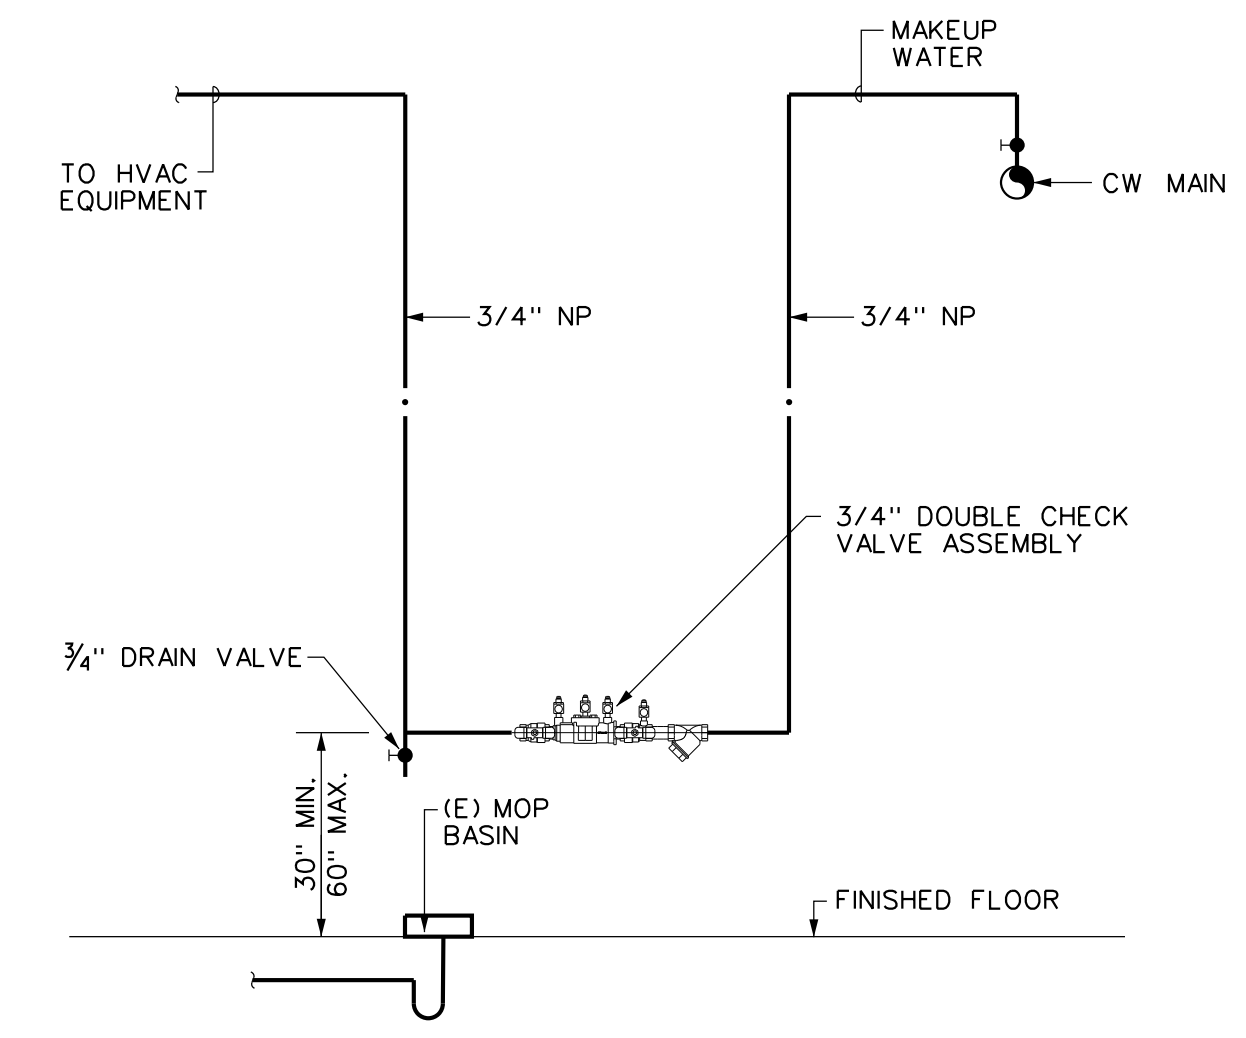 MAKEUP
WATER
TO HVAC
EQUIPMENT
CW MAIN
3/4" NP
3/4" NP
3/4" DOUBLE CHECK
VALVE ASSEMBLY
3/4" DRAIN VALVE
30" MIN.
60" MAX.
(E) MOP
BASIN
FINISHED FLOOR